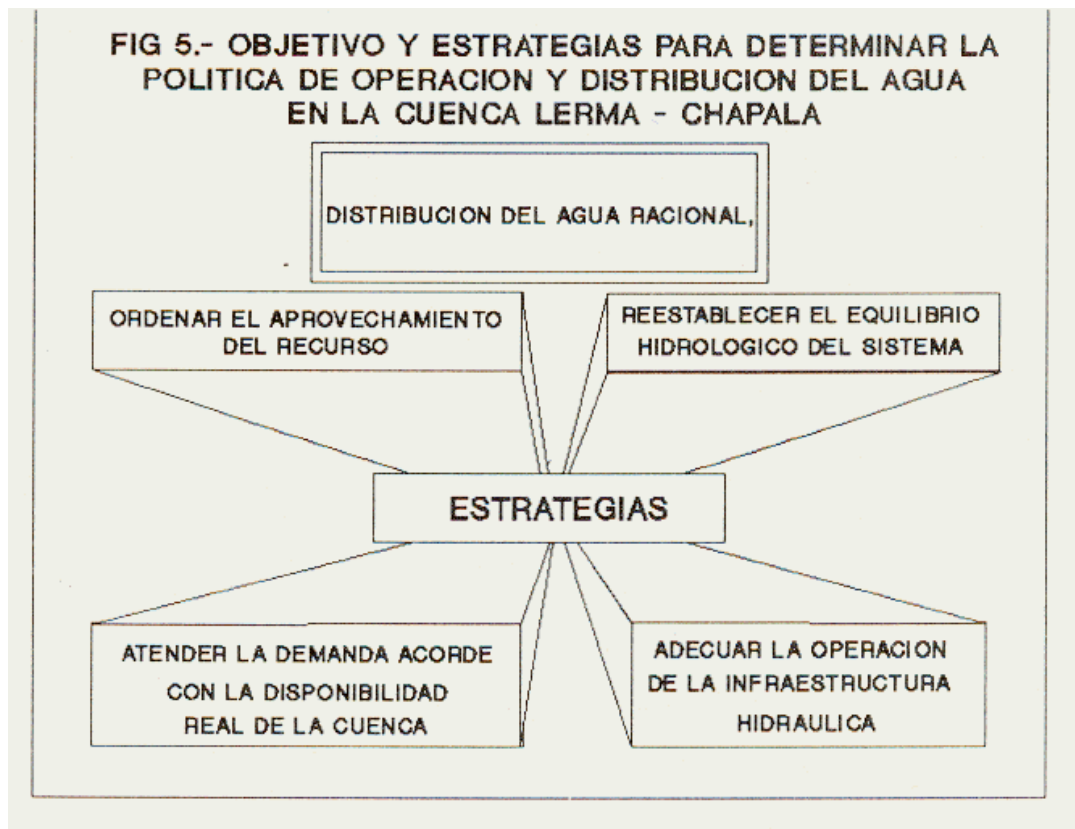 FIG 5.- OBJETIVO Y ESTRATEGIAS PARA DETERMINAR LA
POLITICA DE OPERACION Y DISTRIBUCION DEL AGUA
EN LA CUENCA LERMA - CHAPALA
DISTRIBUCION DEL AGUA RACIONAL,
ORDENAR EL APROVECHAMIENTO
DEL RECURSO
REESTABLECER EL EQUILIBRIO
HIDROLOGICO DEL SISTEMA
ESTRATEGIAS
ATENDER LA DEMANDA ACORDE
CON LA DISPONIBILIDAD
REAL DE LA CUENCA
ADECUAR LA OPERACION
DE LA INFRAESTRUCTURA
HIDRAULICA